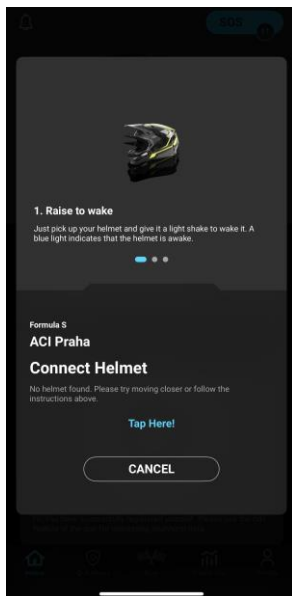 SOS
1. Raise to wake
Just pick up your helmet and give it a light shake to wake it. A
blue light indicates that the helmet is awake.
Formula S
ACI Praha
Connect Helmet
No helmet found. Please try moving closer or follow the
instructions above.
Tap Here!
CANCEL